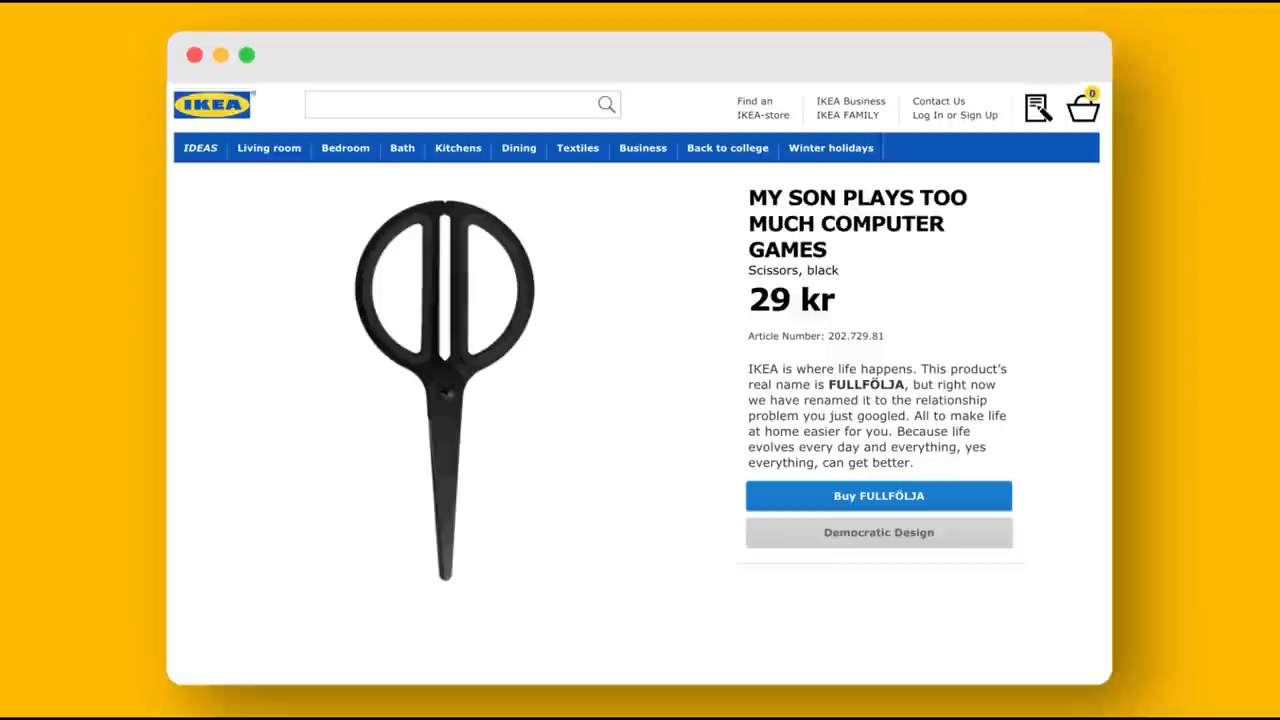 IKEA
Find an
IKEA-store
IKEA Business
IKEA FAMILY
Contact Us
Log In or Sign Up
0
IDEAS
Living room
Bedroom
Bath
Kitchens
Dining
Textiles
Business
Back to college
Winter holidays
MY SON PLAYS TOO
MUCH COMPUTER
GAMES
Scissors, black
29 kr
Article Number: 202.729.81
IKEA is where life happens. This product's
real name is FULLFÖLJA, but right now
we have renamed it to the relationship
problem you just googled. All to make life
at home easier for you. Because life
evolves every day and everything, yes
everything, can get better.
Buy FULLFÖLJA
Democratic Design